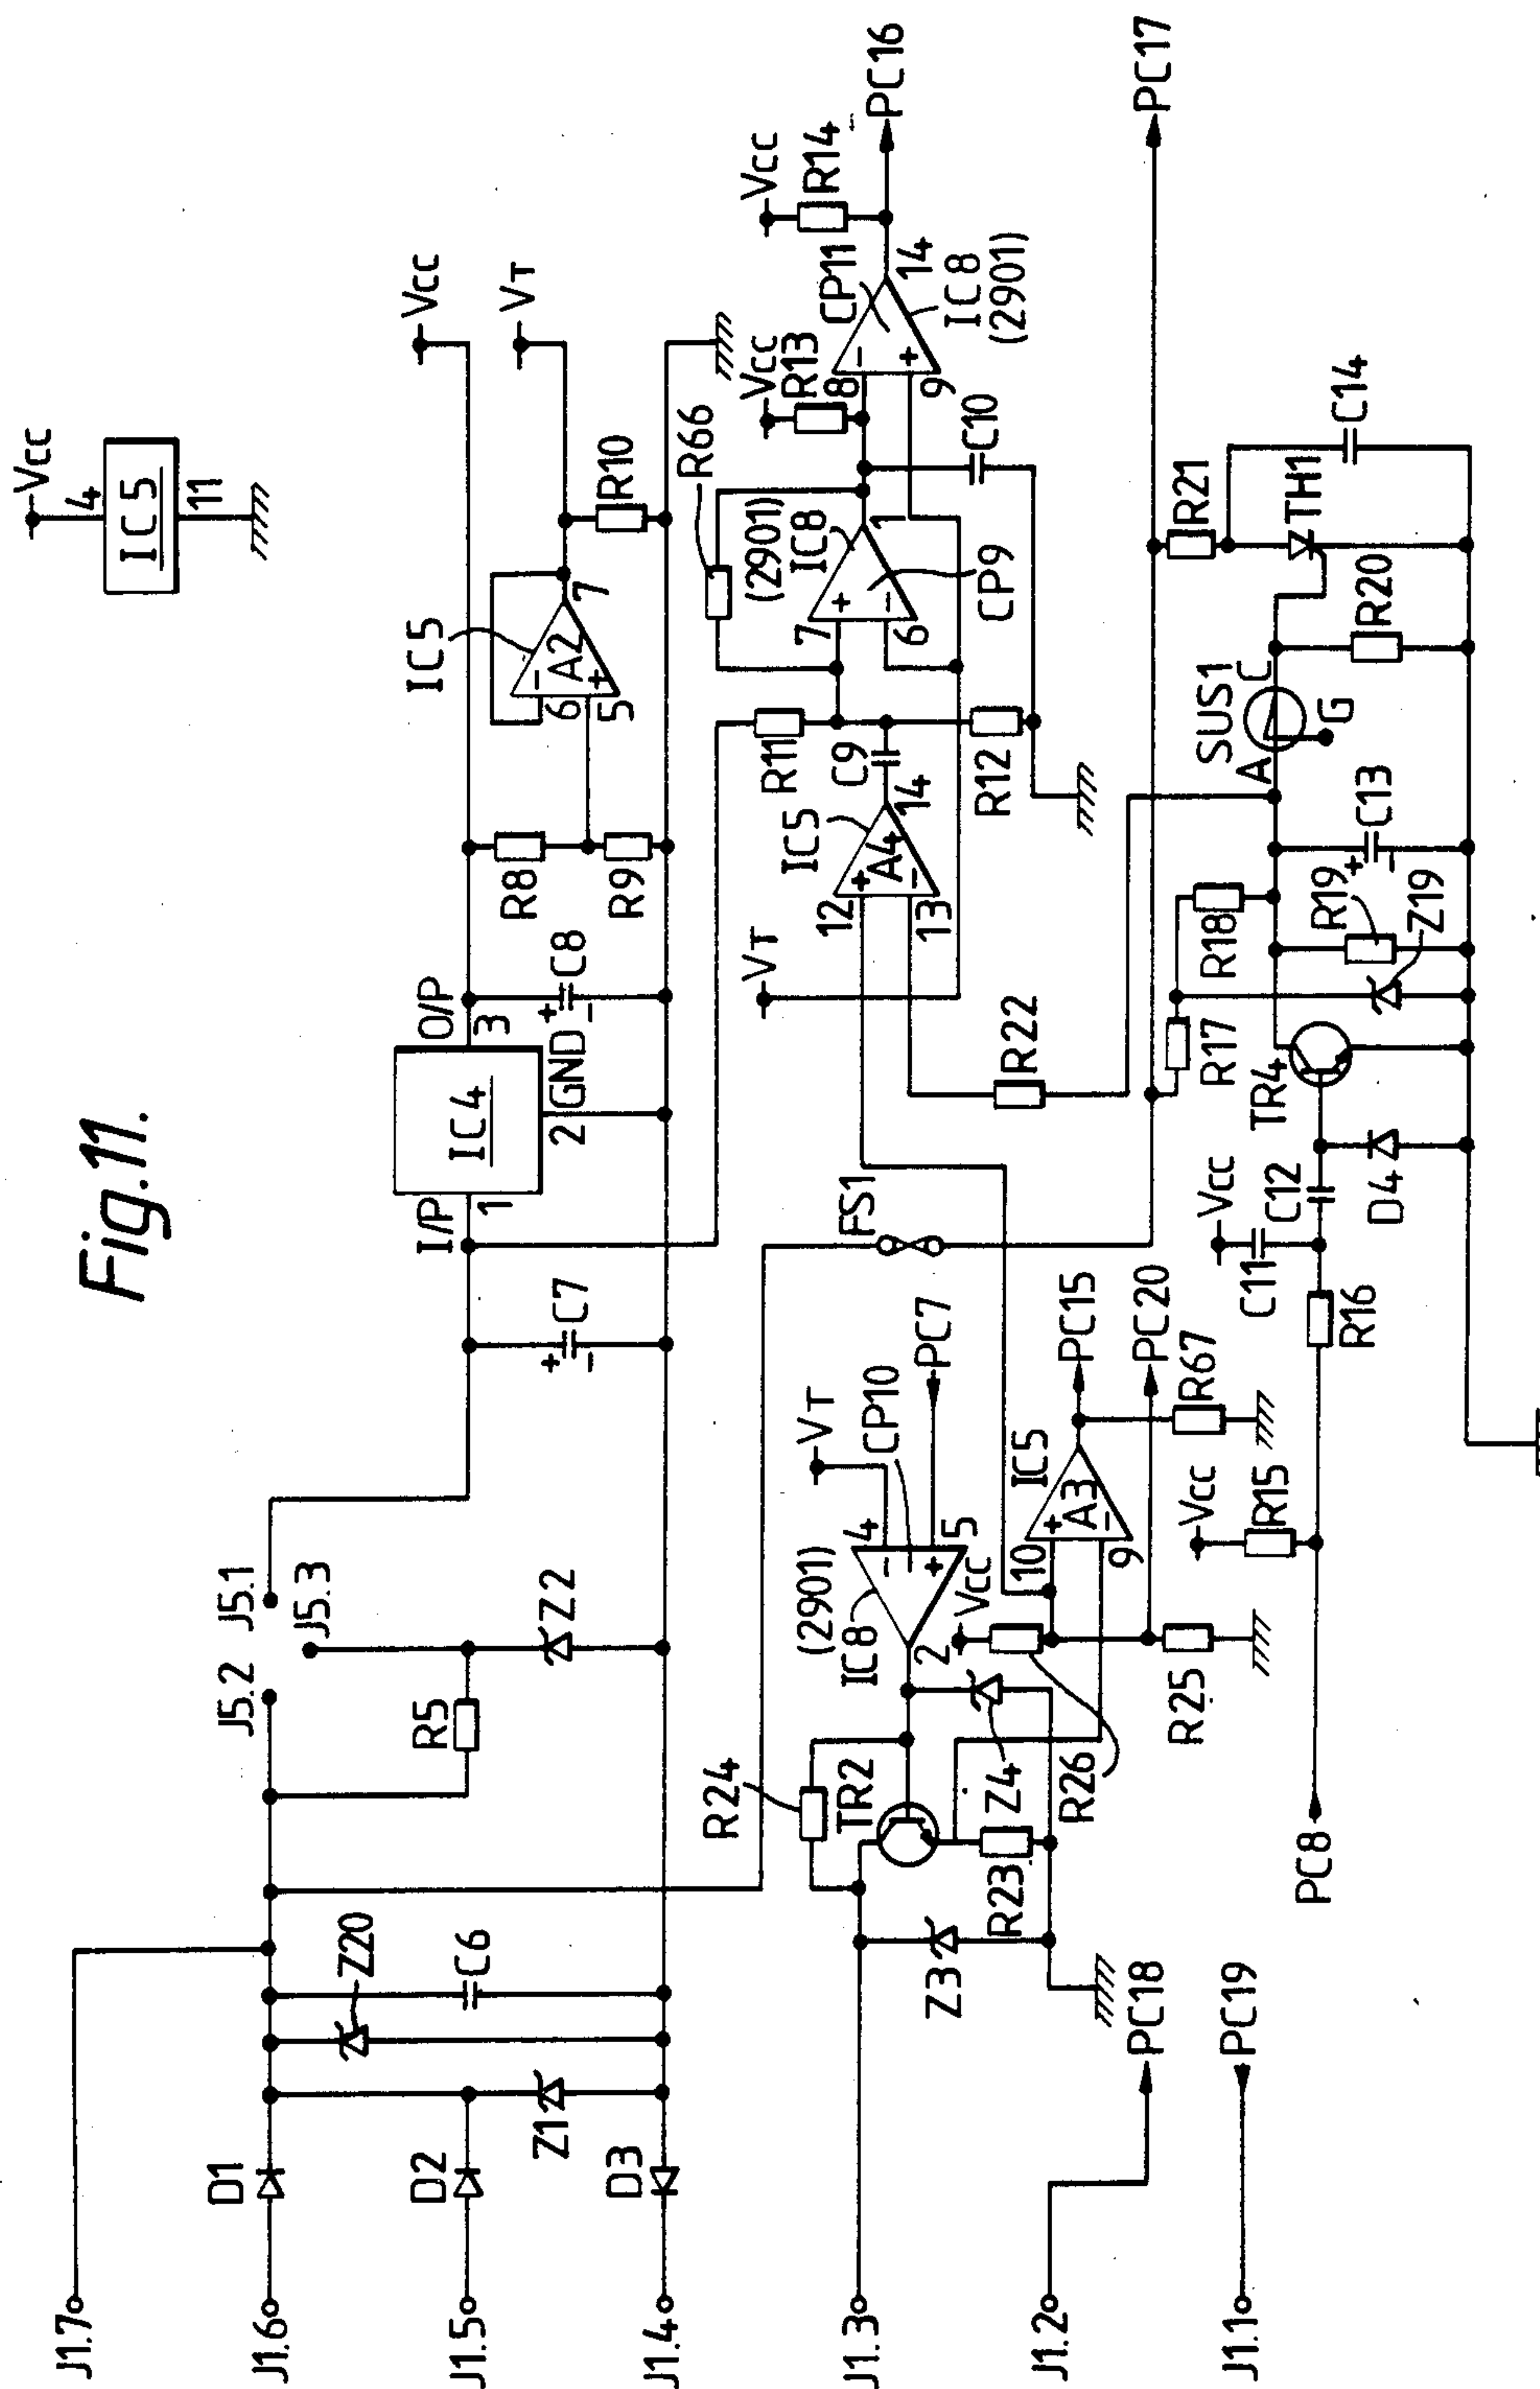 Fig.11.
J1.7
J1.6
J1.5
J1.4
J1.3
J1.2
J1.1
D1
D2
D3
Z1
Z20
C6
R5
Z2
J5.2
J5.1
J5.3
C7
I/P
1
IC4
2
GND
O/P
3
C8
R8
R9
IC5
A2
-
+
6
5
7
R10
Vcc
VT
Vcc
4
IC5
11
PC18
PC19
Z3
R23
R24
TR2
Z4
R26
IC8
(2901)
2
4
5
-
+
VT
CP10
PC7
Vcc
10
9
+
A3
-
IC5
PC15
PC20
R67
R25
FS1
VT
R22
12
13
+
A4
-
IC5
14
C9
R11
R12
7
6
+
-
IC8
(2901)
1
CP9
R66
C10
Vcc
R13
8
9
-
+
CP11
14
IC8
(2901)
Vcc
R14
PC16
PC17
PC8
Vcc
R15
R16
C11
Vcc
C12
D4
TR4
R17
R18
R19
Z19
C13
+
-
A
SUS1
C
G
R20
R21
TH1
C14